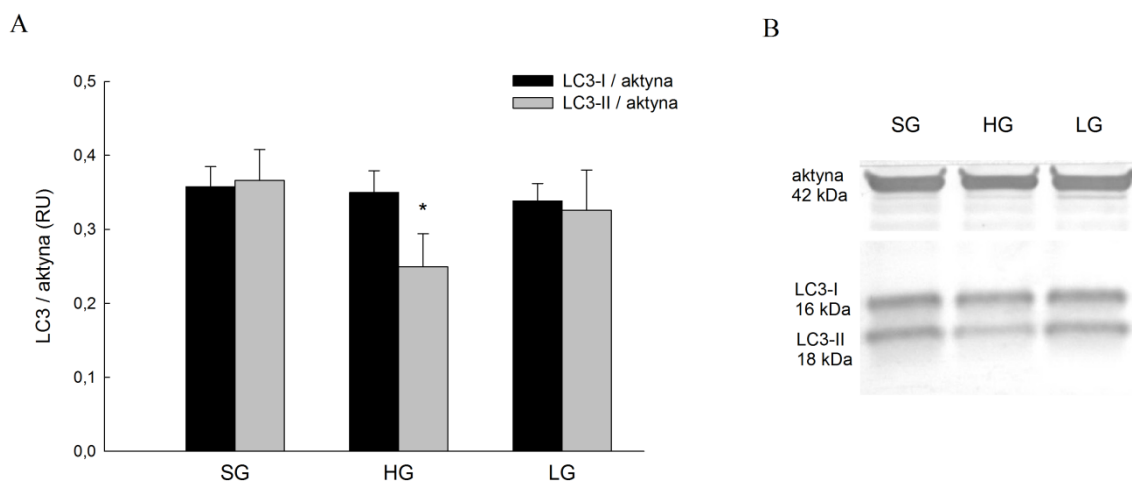 A
LC3 / aktyna (RU)
0,5
0,4
0,3
0,2
0,1
0,0
LC3-I / aktyna
LC3-II / aktyna
*
SG HG LG
B
SG HG LG
aktyna
42 kDa
LC3-I
16 kDa
LC3-II
18 kDa